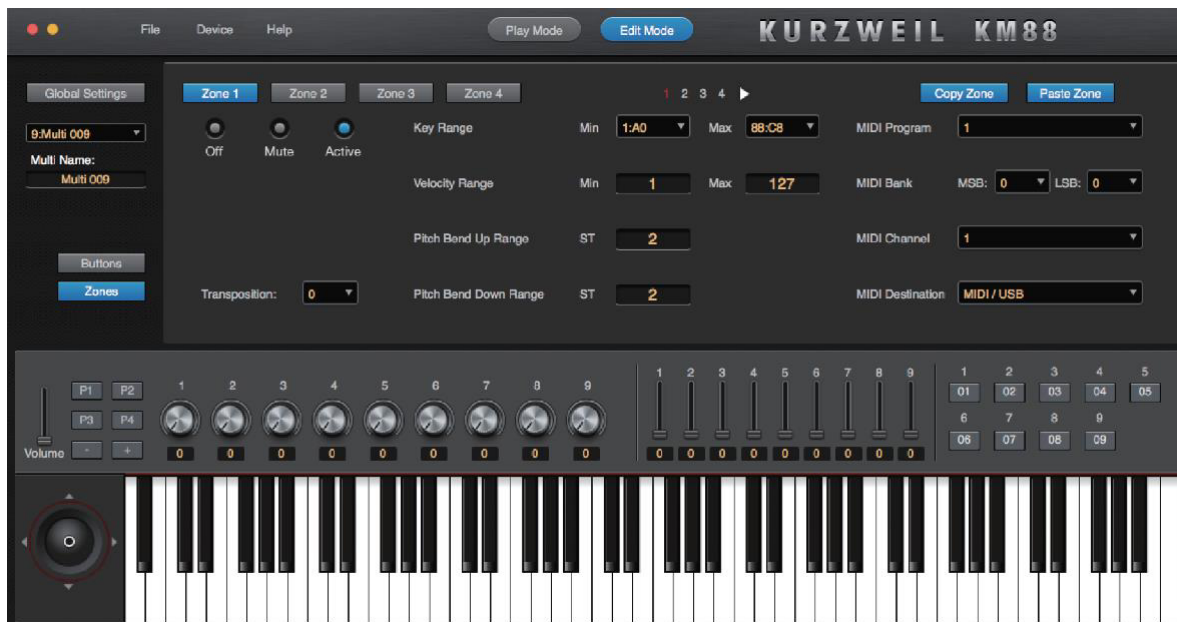 File Device Help Play Mode Edit Mode KURZWEIL KM88
Global Settings Zone 1 Zone 2 Zone 3 Zone 4 1 2 3 4 Copy Zone Paste Zone
9:Multi 009 Key Range Min 1:A0 Max 88:C8 MIDI Program 1
Off Mute Active
Multi Name:
Multi 009 Velocity Range Min 1 Max 127 MIDI Bank MSB: 0 LSB: 0
Pitch Bend Up Range ST 2 MIDI Channel 1
Buttons
Zones Transposition: 0 Pitch Bend Down Range ST 2 MIDI Destination MIDI / USB
1 2 3 4 5 6 7 8 9 1 2 3 4 5
P1 P2 1 2 3 4 5 6 7 8 9 01 02 03 04 05
P3 P4 6 7 8 9
Volume - + 06 07 08 09
0 0 0 0 0 0 0 0 0 0 0 0 0 0 0 0 0 0